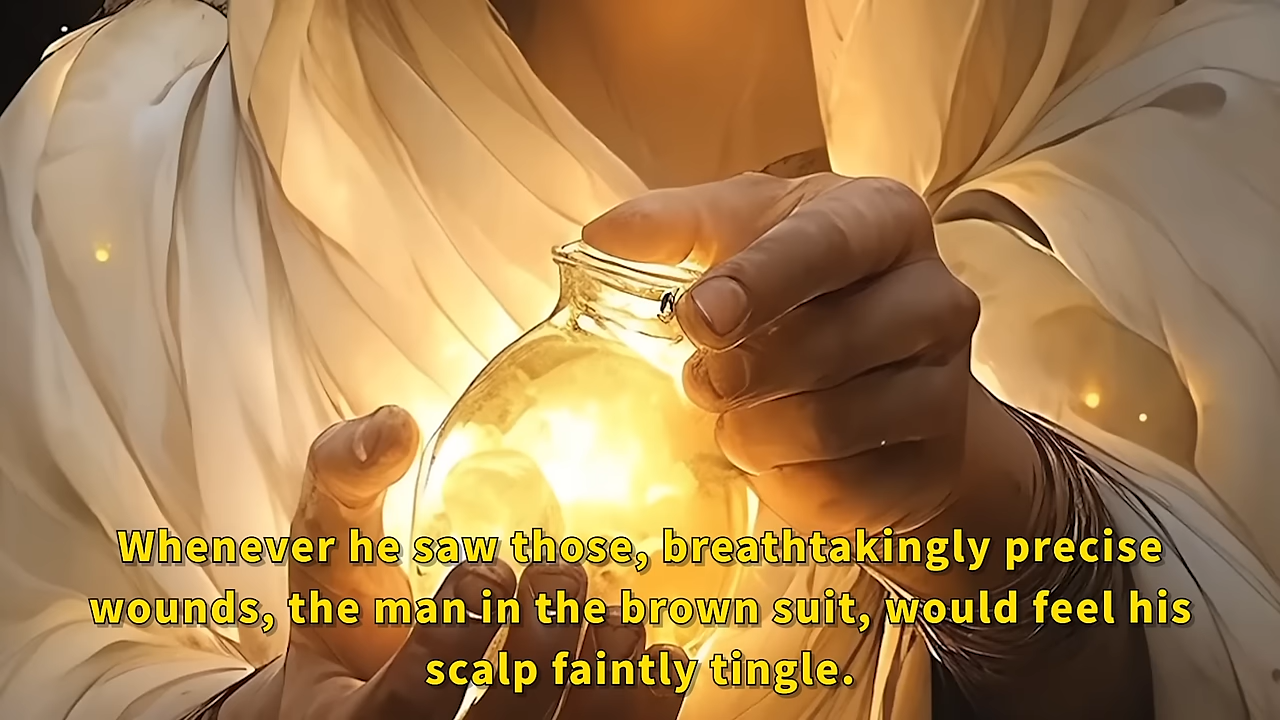 Whenever he saw those, breathtakingly precise
wounds, the man in the brown suit, would feel his
scalp faintly tingle.